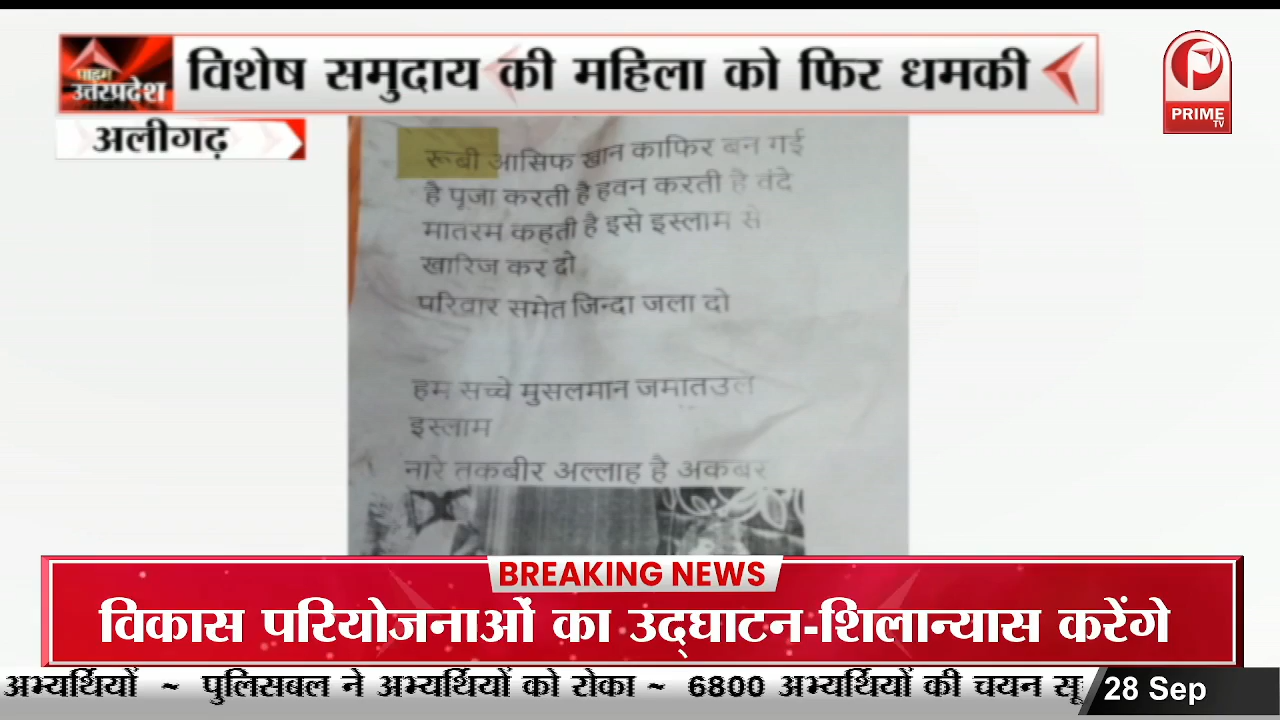 प्राइम
उत्तरप्रदेश
विशेष समुदाय की महिला को फिर धमकी
PRIME
TV
अलीगढ़
रूबी आसिफ खान काफिर बन गई
है पूजा करती है हवन करती है वंदे
मातरम कहती है इसे इस्लाम से
खारिज कर दो
परिवार समेत जिन्दा जला दो
हम सच्चे मुसलमान जमातउल
इस्लाम
नारे तकबीर अल्लाह है अकबर
BREAKING NEWS
विकास परियोजनाओं का उद्घाटन-शिलान्यास करेंगे
अभ्यर्थियों ~ पुलिसबल ने अभ्यर्थियों को रोका ~ 6800 अभ्यर्थियों की चयन सू
28 Sep